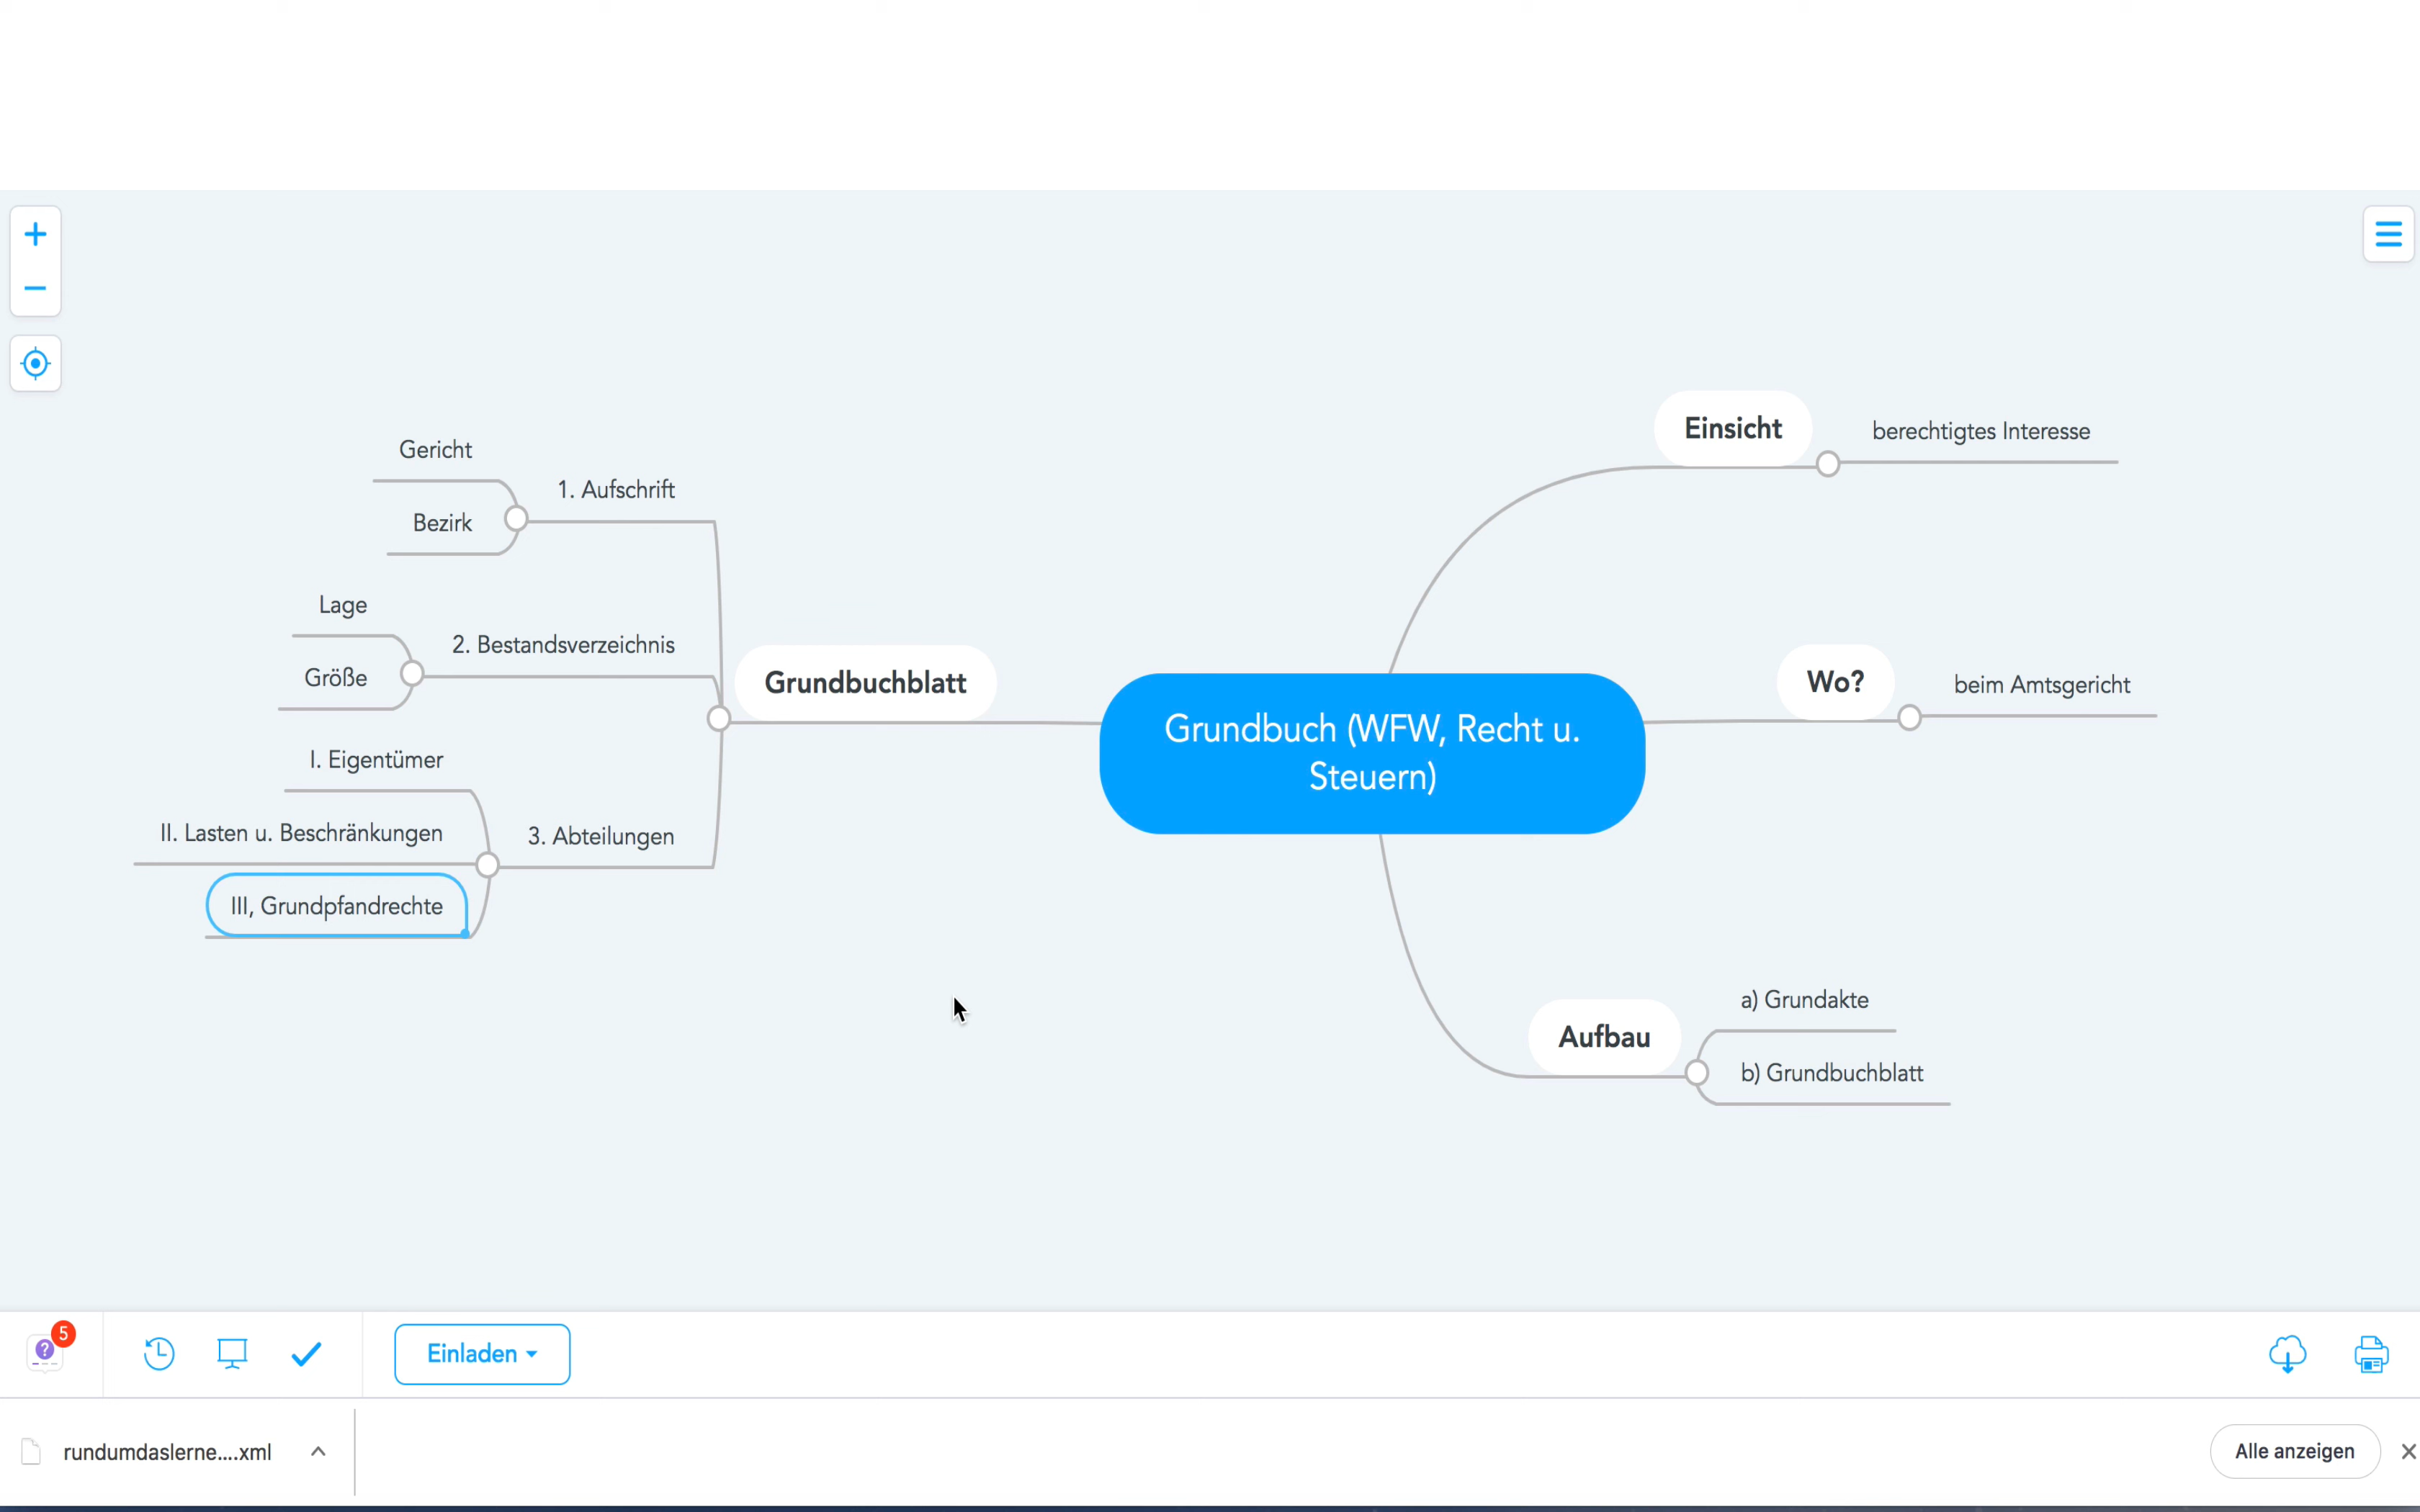 Gericht
Bezirk
1. Aufschrift
Lage
Größe
2. Bestandsverzeichnis
I. Eigentümer
II. Lasten u. Beschränkungen
III, Grundpfandrechte
3. Abteilungen
Grundbuchblatt
Grundbuch (WFW, Recht u.
Steuern)
Einsicht
berechtigtes Interesse
Wo?
beim Amtsgericht
Aufbau
a) Grundakte
b) Grundbuchblatt
5
Einladen
rundumdaslerne....xml
Alle anzeigen